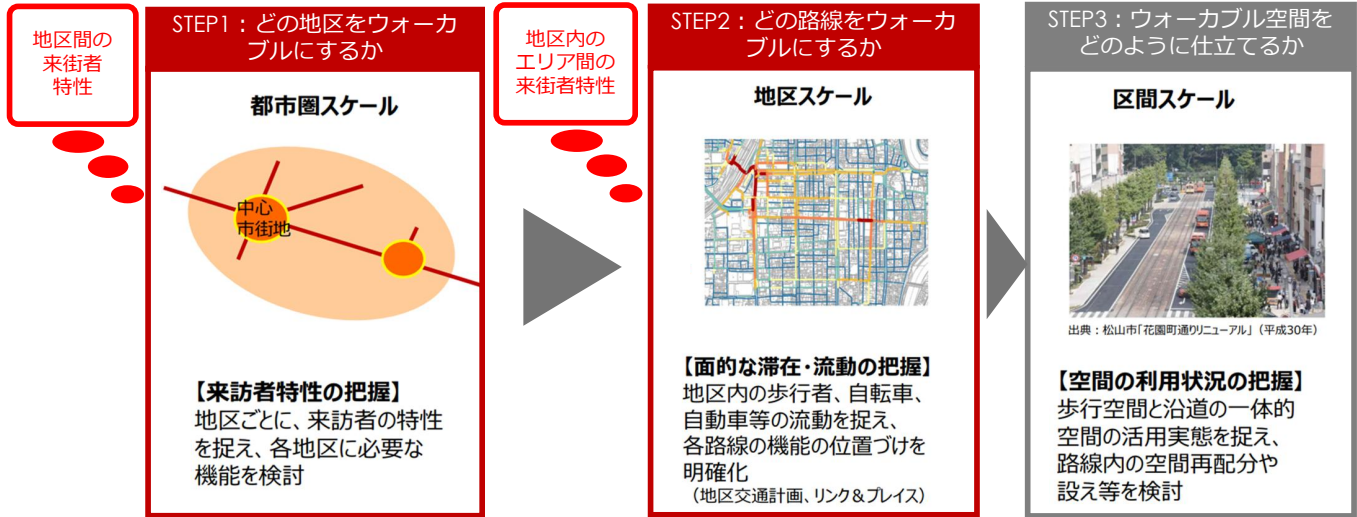 地区間の
来街者
特性
STEP1：どの地区をウォーカ
ブルにするか
都市圏スケール
中心
市街地
【来訪者特性の把握】
地区ごとに、来訪者の特性
を捉え、各地区に必要な
機能を検討
地区内の
エリア間の
来街者特性
STEP2：どの路線をウォーカ
ブルにするか
地区スケール
【面的な滞在・流動の把握】
地区内の歩行者、自転車、
自動車等の流動を捉え、
各路線の機能の位置づけを
明確化
（地区交通計画、リンク＆プレイス）
STEP3：ウォーカブル空間を
どのように仕立てるか
区間スケール
出典：松山市「花園町通りリニューアル」（平成30年）
【空間の利用状況の把握】
歩行空間と沿道の一体的
空間の活用実態を捉え、
路線内の空間再配分や
設え等を検討